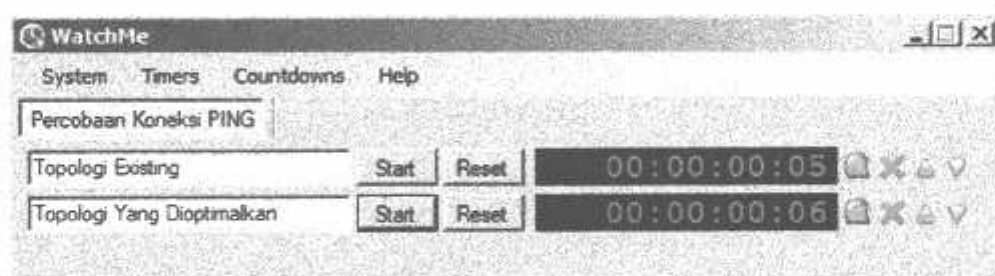 WatchMe
System Timers Countdowns Help
Percobaan Koneksi PING
Topologi Existing Start Reset 00:00:00:05
Topologi Yang Dioptimalkan Start Reset 00:00:00:06